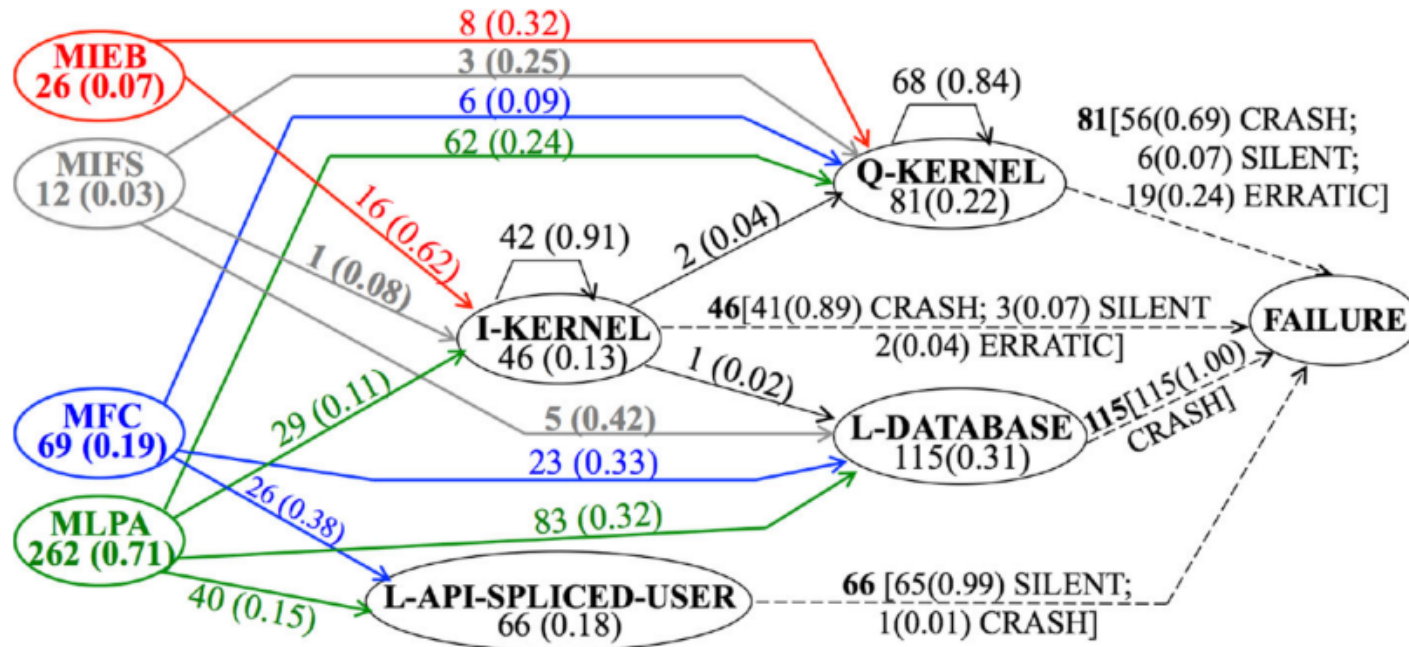 8 (0.32)
MIEB
26 (0.07)
3 (0.25)
68 (0.84)
6 (0.09)
81[56(0.69) CRASH;
6(0.07) SILENT;
19(0.24) ERRATIC]
62 (0.24)
MIFS
12 (0.03)
Q-KERNEL
81(0.22)
16 (0.62)
42 (0.91)
2 (0.04)
1 (0.08)
46[41(0.89) CRASH; 3(0.07) SILENT
2(0.04) ERRATIC]
FAILURE
I-KERNEL
46 (0.13)
1 (0.02)
29 (0.11)
5 (0.42)
115[115(1.00)
CRASH]
MFC
69 (0.19)
L-DATABASE
115(0.31)
23 (0.33)
26 (0.38)
83 (0.32)
MLPA
262 (0.71)
40 (0.15)
L-API-SPLICED-USER
66 (0.18)
66 [65(0.99) SILENT;
1(0.01) CRASH]